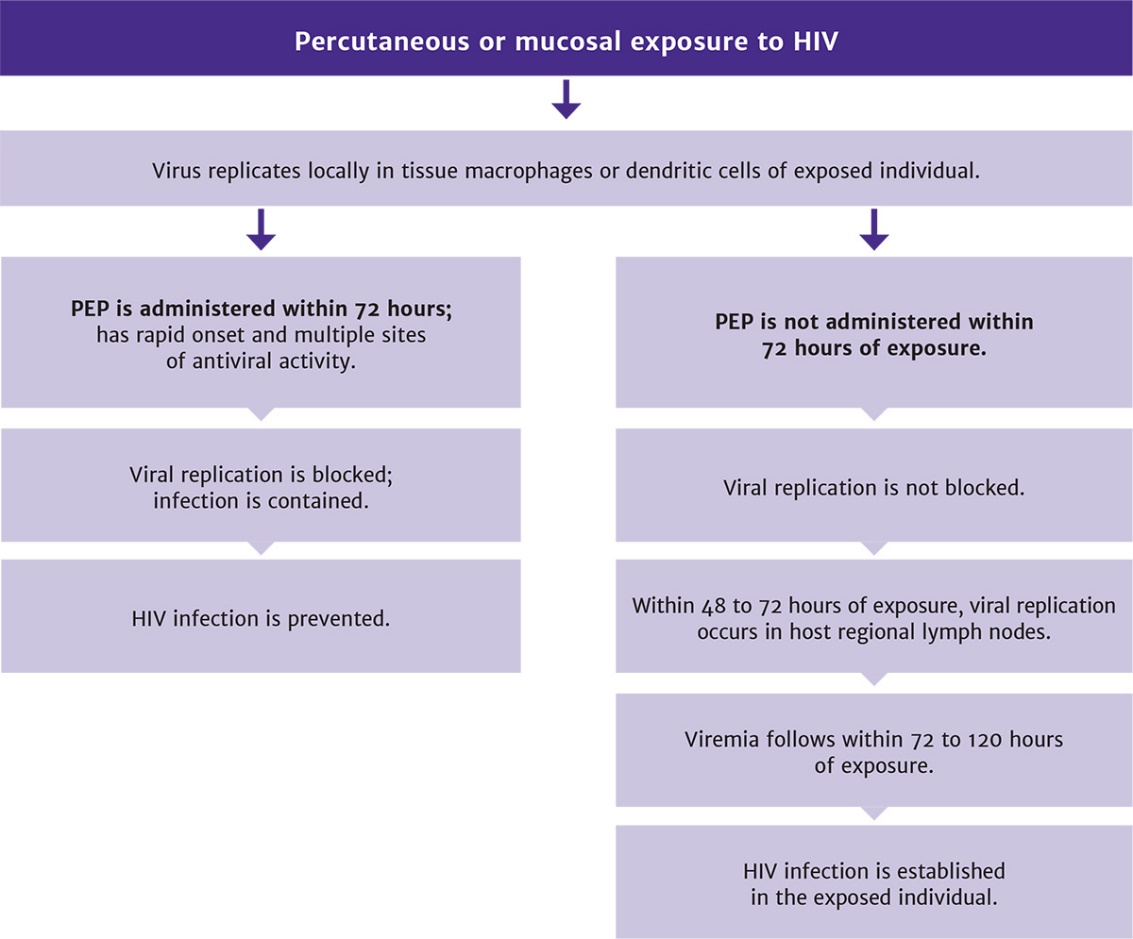 Percutaneous or mucosal exposure to HIV
Virus replicates locally in tissue macrophages or dendritic cells of exposed individual.
PEP is administered within 72 hours;
has rapid onset and multiple sites
of antiviral activity.
Viral replication is blocked;
infection is contained.
HIV infection is prevented.
PEP is not administered within
72 hours of exposure.
Viral replication is not blocked.
Within 48 to 72 hours of exposure, viral replication
occurs in host regional lymph nodes.
Viremia follows within 72 to 120 hours
of exposure.
HIV infection is established
in the exposed individual.